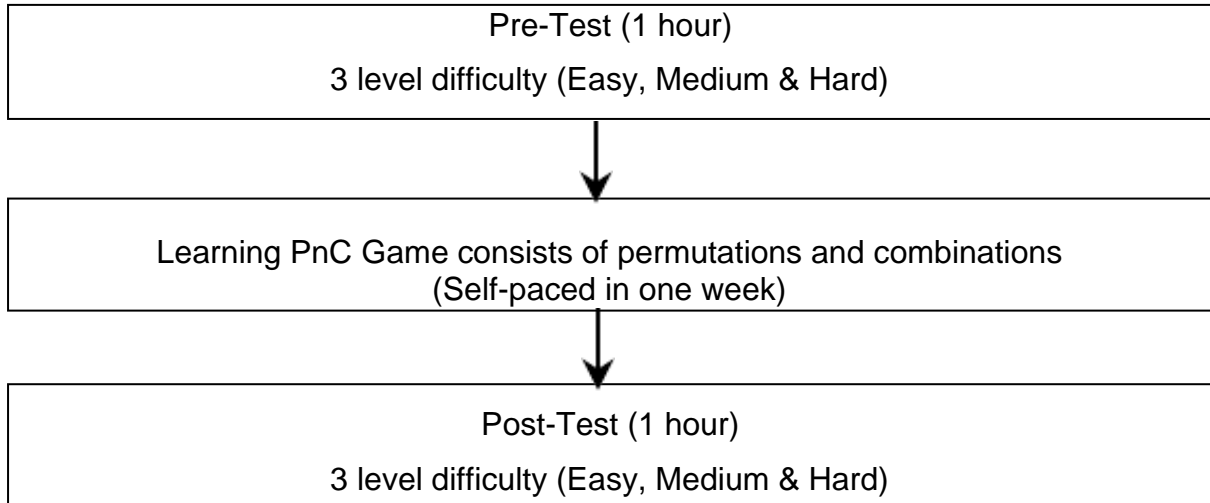 Pre-Test (1 hour)
3 level difficulty (Easy, Medium & Hard)
Learning PnC Game consists of permutations and combinations
(Self-paced in one week)
Post-Test (1 hour)
3 level difficulty (Easy, Medium & Hard)